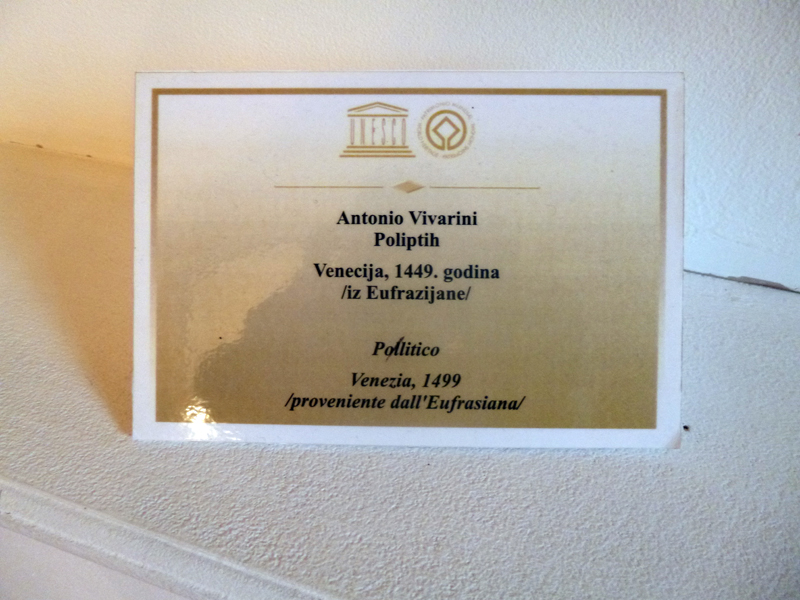 UNESCO
Antonio Vivarini
Poliptih
Venecija, 1449. godina
/iz Eufrazijane/
Pollitico
Venezia, 1499
/proveniente dall'Eufrasiana/